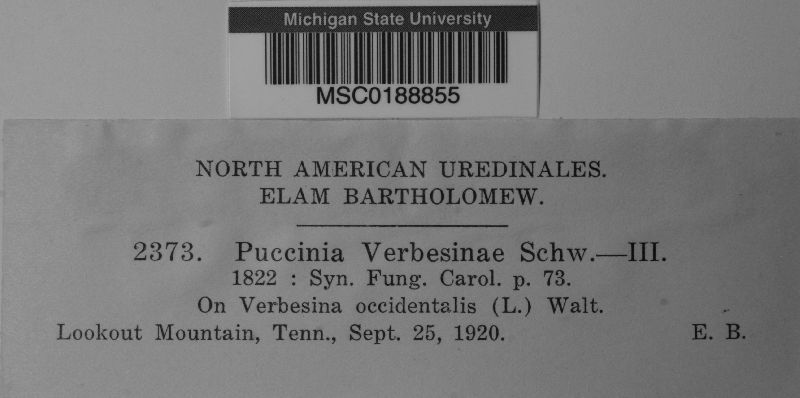 Michigan State University
MSC0188855
NORTH AMERICAN UREDINALES.
ELAM BARTHOLOMEW.
2373. Puccinia Verbesinae Schw.—III.
1822 : Syn. Fung. Carol. p. 73.
On Verbesina occidentalis (L.) Walt.
Lookout Mountain, Tenn., Sept. 25, 1920. E. B.